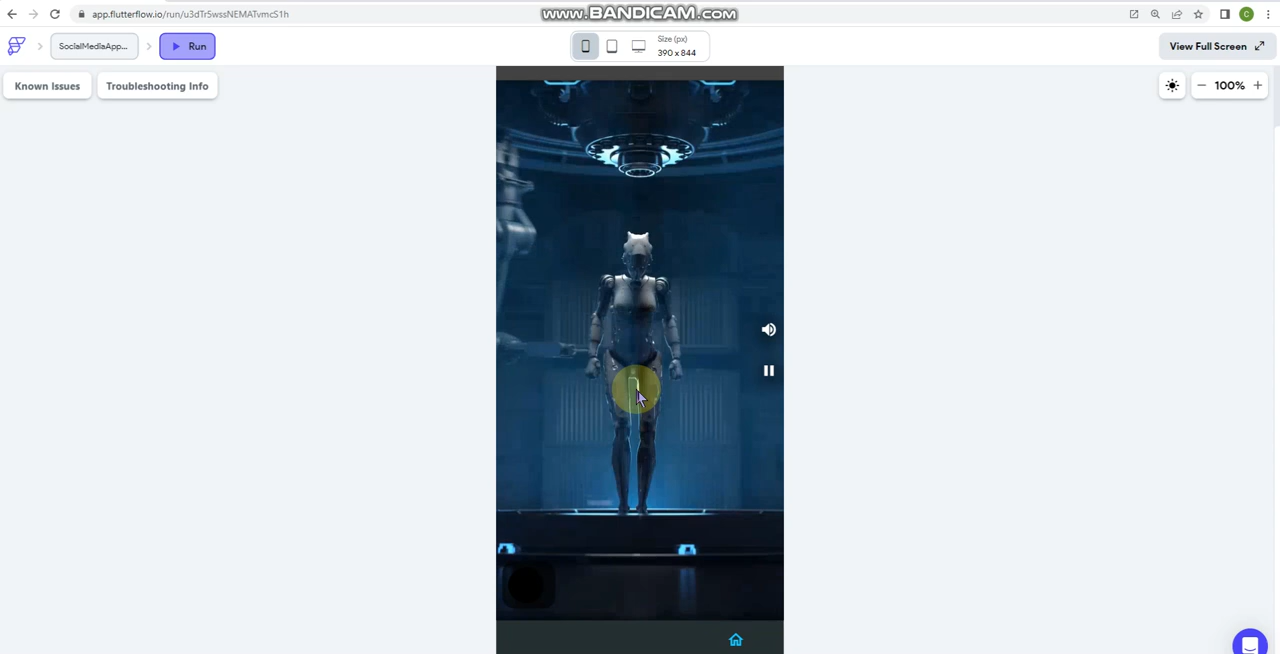 app.flutterflow.io/run/u3dTr5wssNEMATvmcS1h
www.BANDICAM.com
C
SocialMediaApp...
Run
Size (px)
390 x 844
View Full Screen
Known Issues
Troubleshooting Info
100%